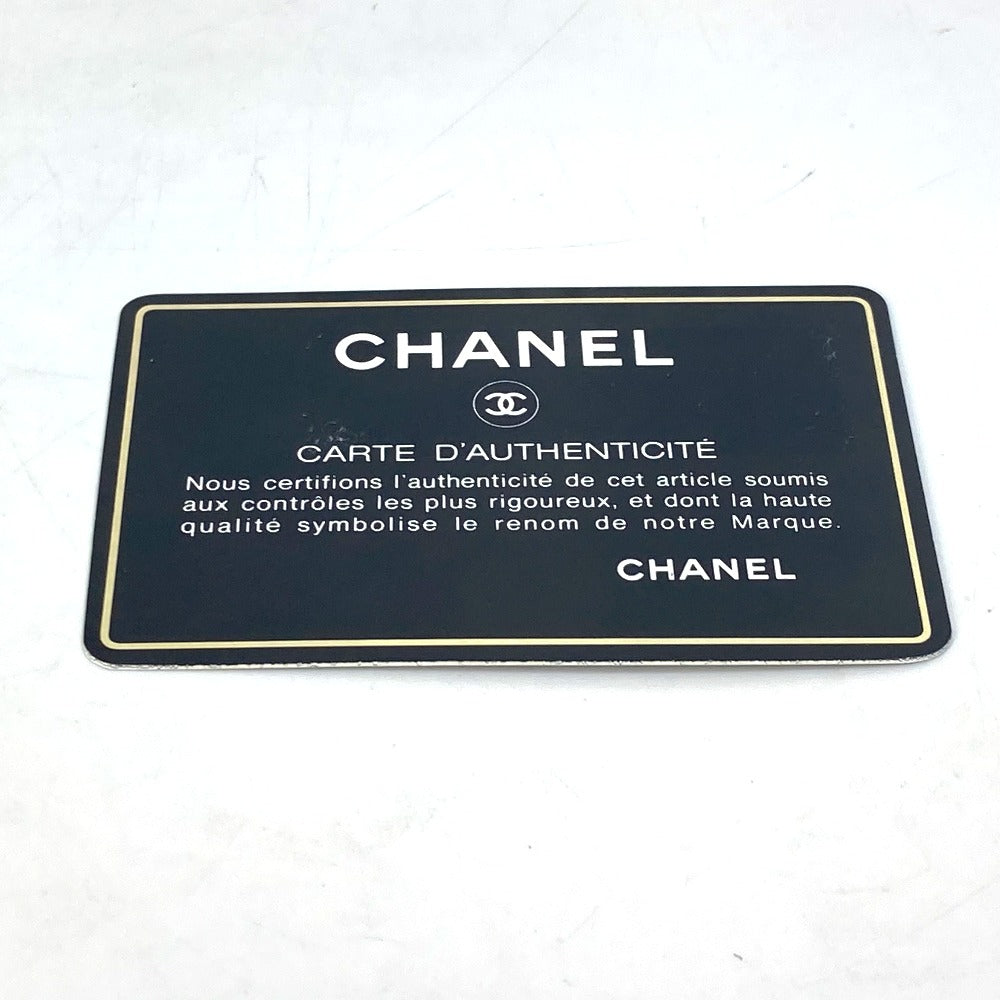 CHANEL
CARTE D'AUTHENTICITÉ
Nous certifions l'authenticité de cet article soumis
aux contrôles les plus rigoureux, et dont la haute
qualité symbolise le renom de notre Marque.
CHANEL